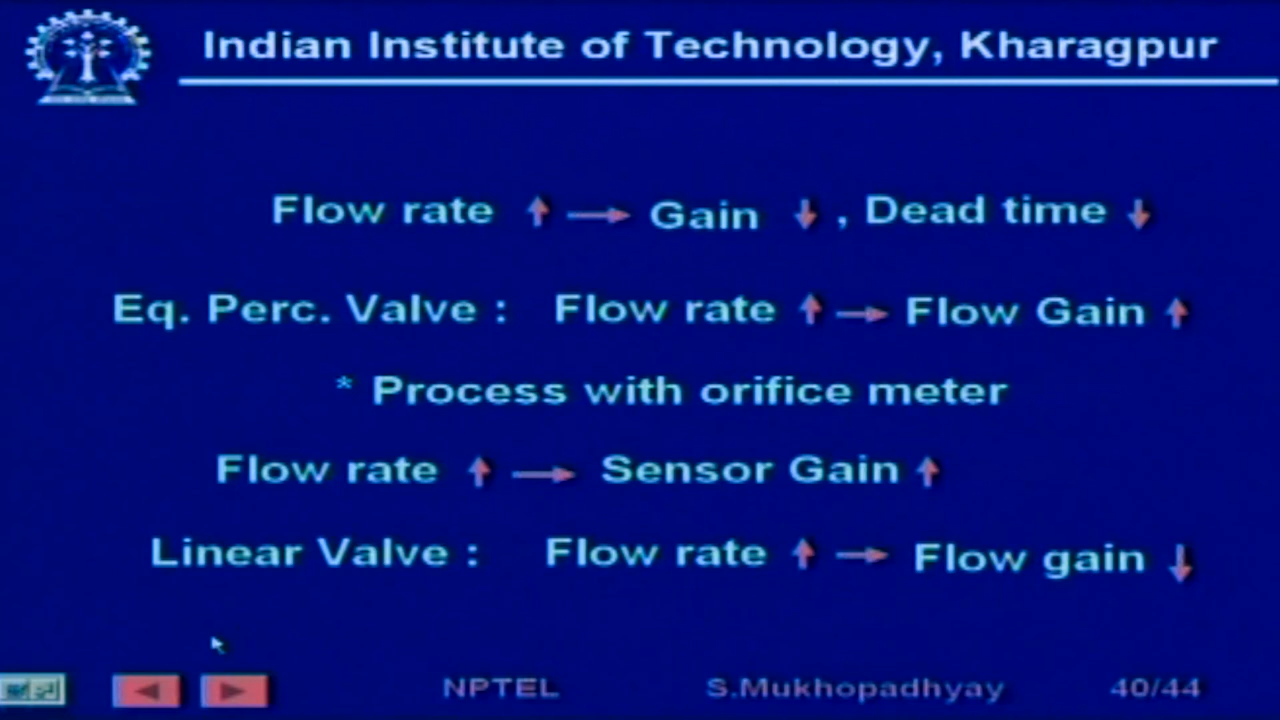 Indian Institute of Technology, Kharagpur
Flow rate ↑ → Gain ↓ , Dead time ↓
Eq. Perc. Valve : Flow rate ↑ → Flow Gain ↑
* Process with orifice meter
Flow rate ↑ → Sensor Gain ↑
Linear Valve : Flow rate ↑ → Flow gain ↓
NPTEL S.Mukhopadhyay 40/44